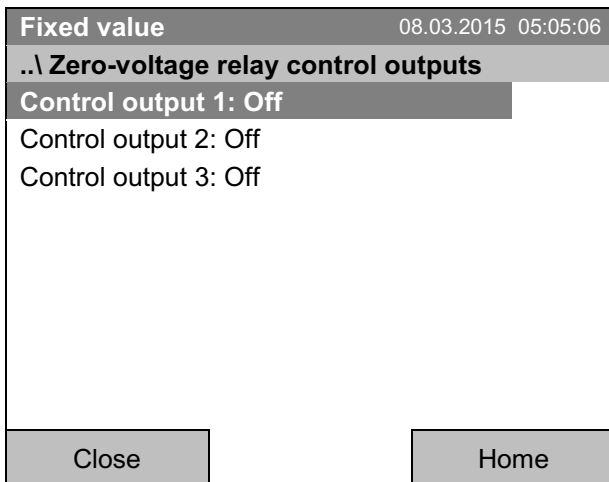 Fixed value 08.03.2015 05:05:06
..\ Zero-voltage relay control outputs
Control output 1: Off
Control output 2: Off
Control output 3: Off
Close Home